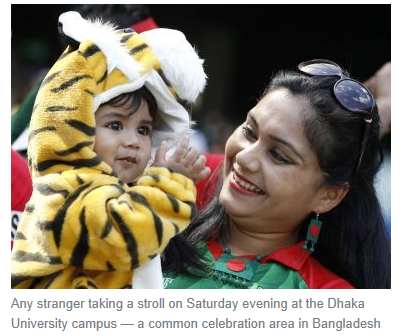 Any stranger taking a stroll on Saturday evening at the Dhaka
University campus — a common celebration area in Bangladesh